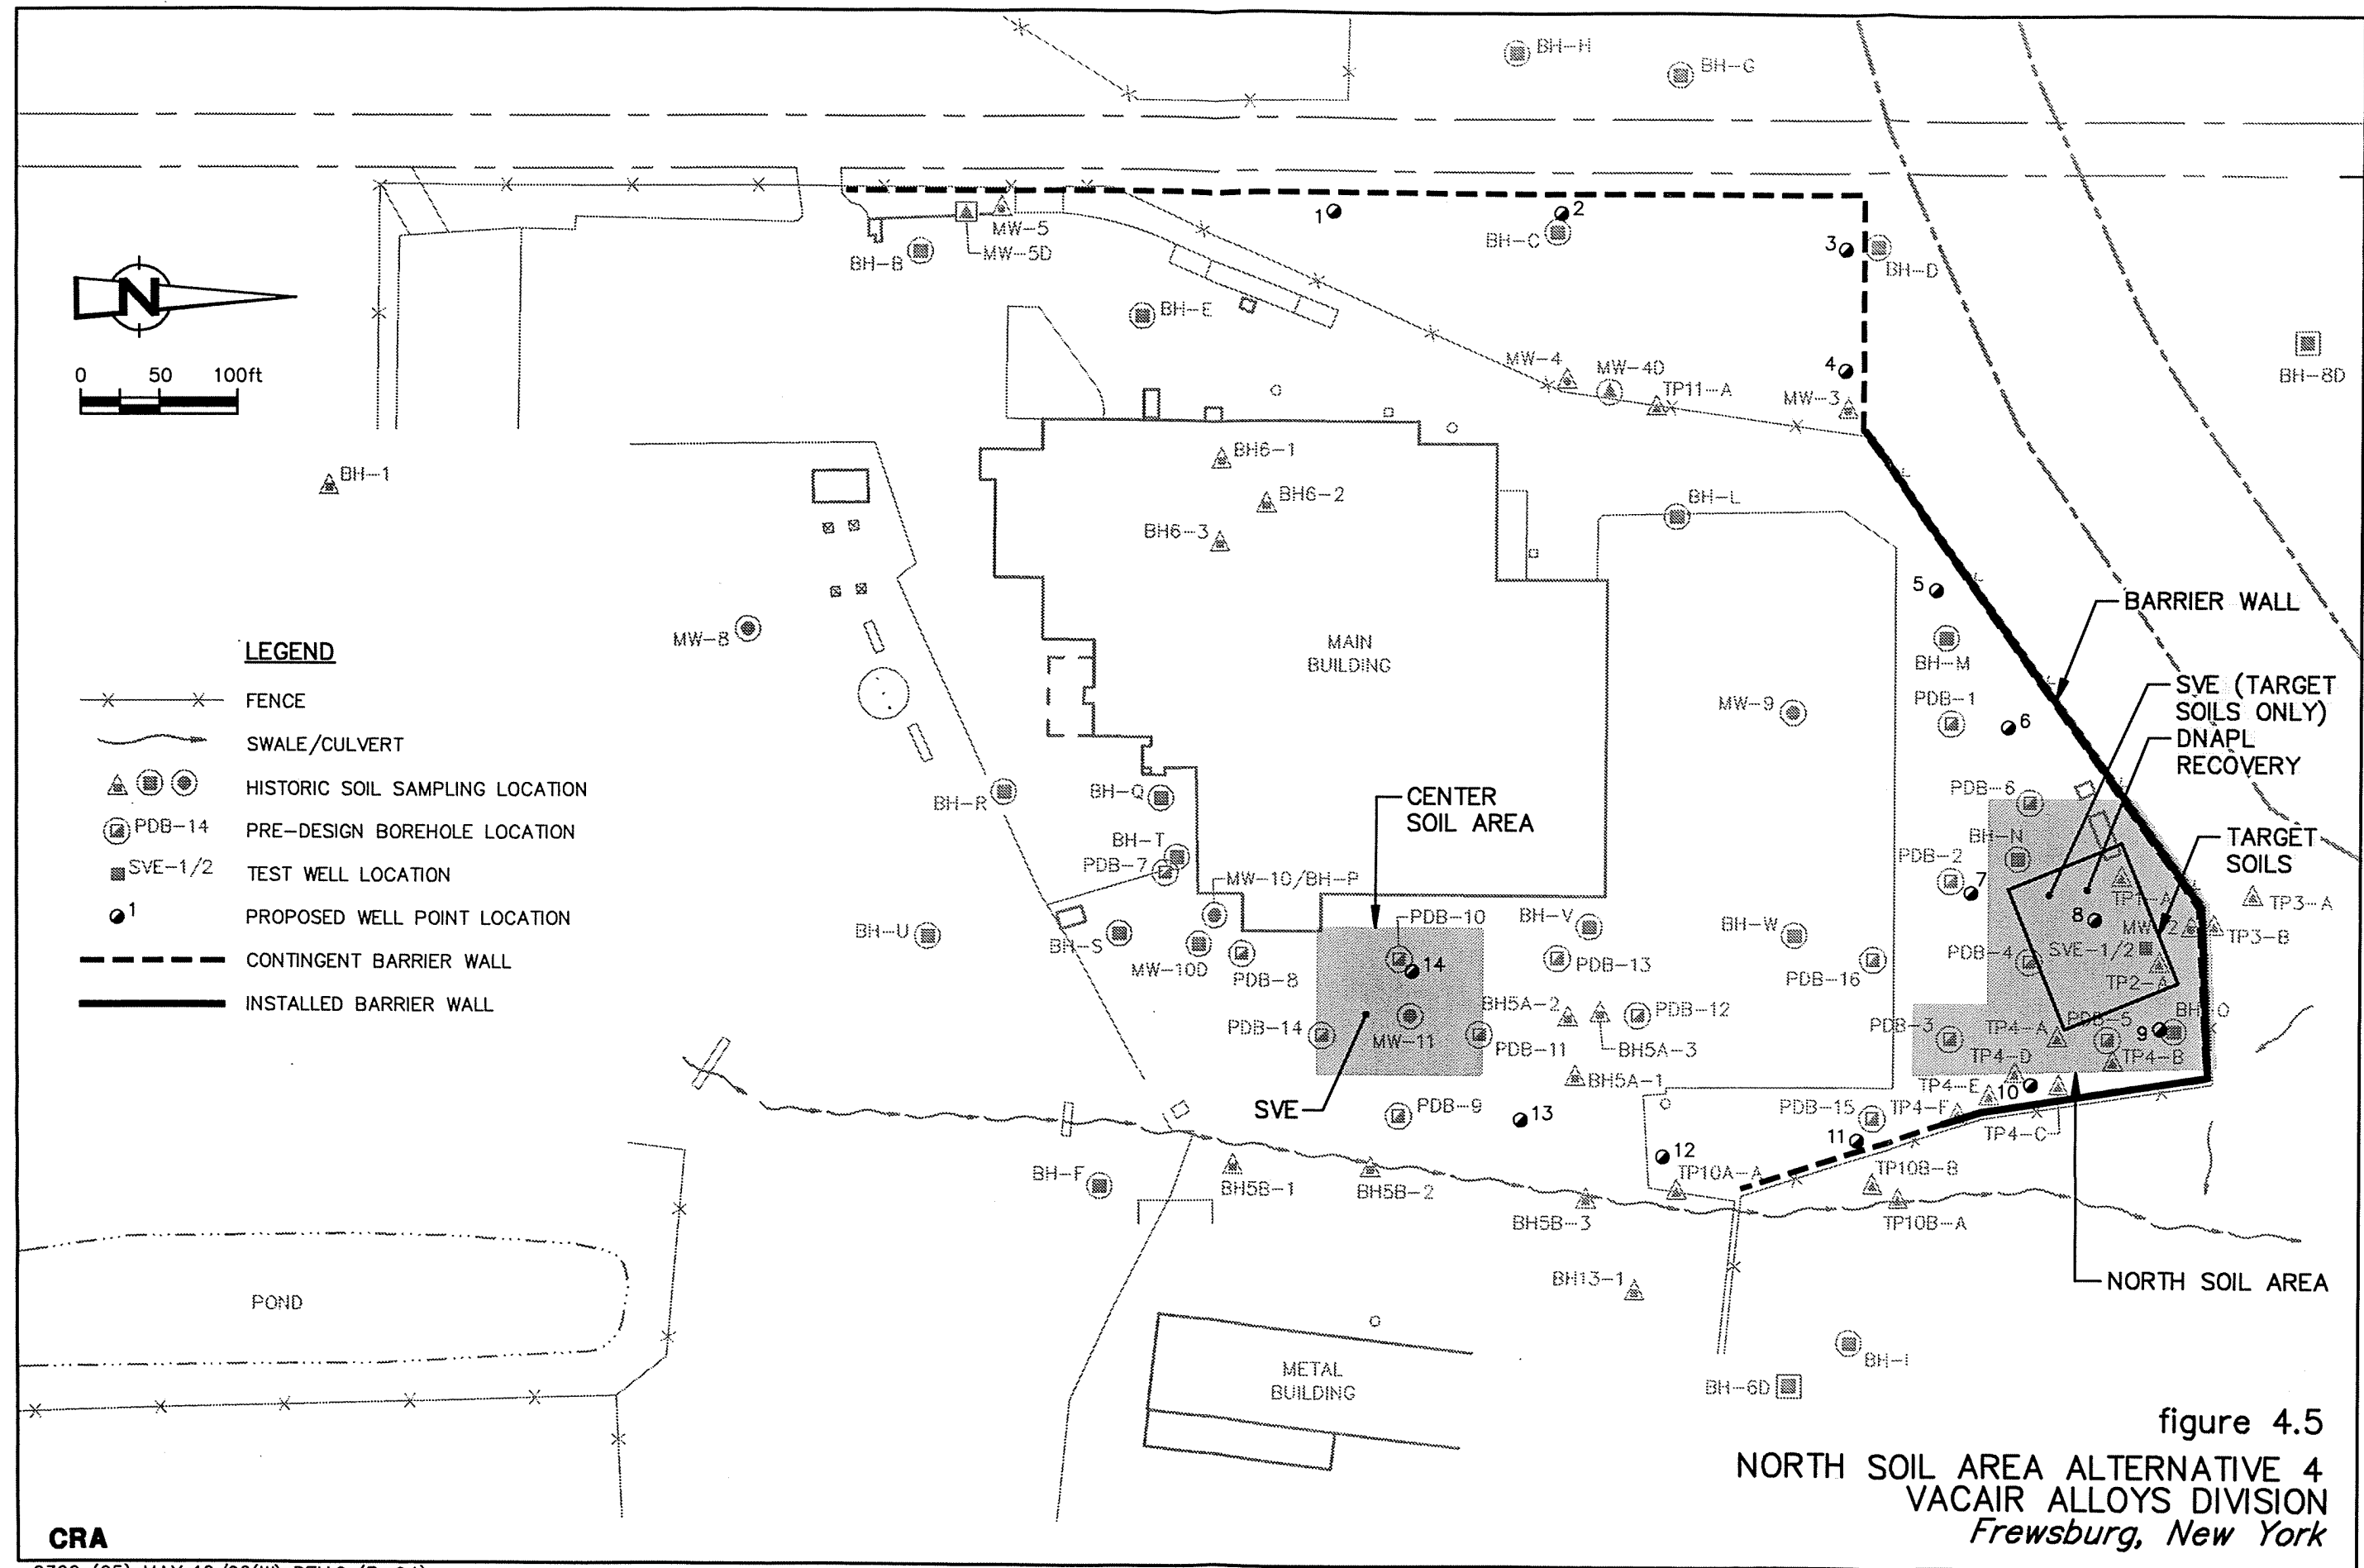 BH-H
BH-G
1
2
MW-5
BH-C
3
BH-B
MW-5D
BH-D
N
BH-E
4
BH-8D
0 50 100ft
MW-4
MW-4D
TP11-A
MW-3
BH-1
BH6-1
BH6-2
BH-L
BH6-3
5
BARRIER WALL
MW-8
MAIN
BUILDING
BH-M
LEGEND
FENCE
SWALE/CULVERT
HISTORIC SOIL SAMPLING LOCATION
PDB-14 PRE-DESIGN BOREHOLE LOCATION
SVE-1/2 TEST WELL LOCATION
1 PROPOSED WELL POINT LOCATION
CONTINGENT BARRIER WALL
INSTALLED BARRIER WALL
MW-9
PDB-1
6
SVE (TARGET
SOILS ONLY)
DNAPL
RECOVERY
BH-R
BH-Q
CENTER
SOIL AREA
PDB-6
BH-N
TARGET
SOILS
BH-T
PDB-7
PDB-2
7
MW-10/BH-P
TP1-A
TP3-A
BH-U
BH-S
PDB-10
BH-V
BH-W
8
MW-2
TP3-B
MW-10D
PDB-8
14
PDB-13
PDB-16
PDB-4
SVE-1/2
TP2-A
BH5A-2
PDB-12
PDB-14
MW-11
PDB-11
BH5A-3
PDB-3
TP4-A
PDB-5
BH-O
9
BH5A-1
TP4-D
TP4-B
TP4-E
10
SVE
PDB-9
13
PDB-15
TP4-F
TP4-C
11
12
BH-F
BH5B-1
BH5B-2
BH5B-3
TP10A-A
TP10B-B
TP10B-A
BH13-1
NORTH SOIL AREA
POND
METAL
BUILDING
BH-I
BH-6D
figure 4.5
NORTH SOIL AREA ALTERNATIVE 4
VACAIR ALLOYS DIVISION
Frewsburg, New York
CRA